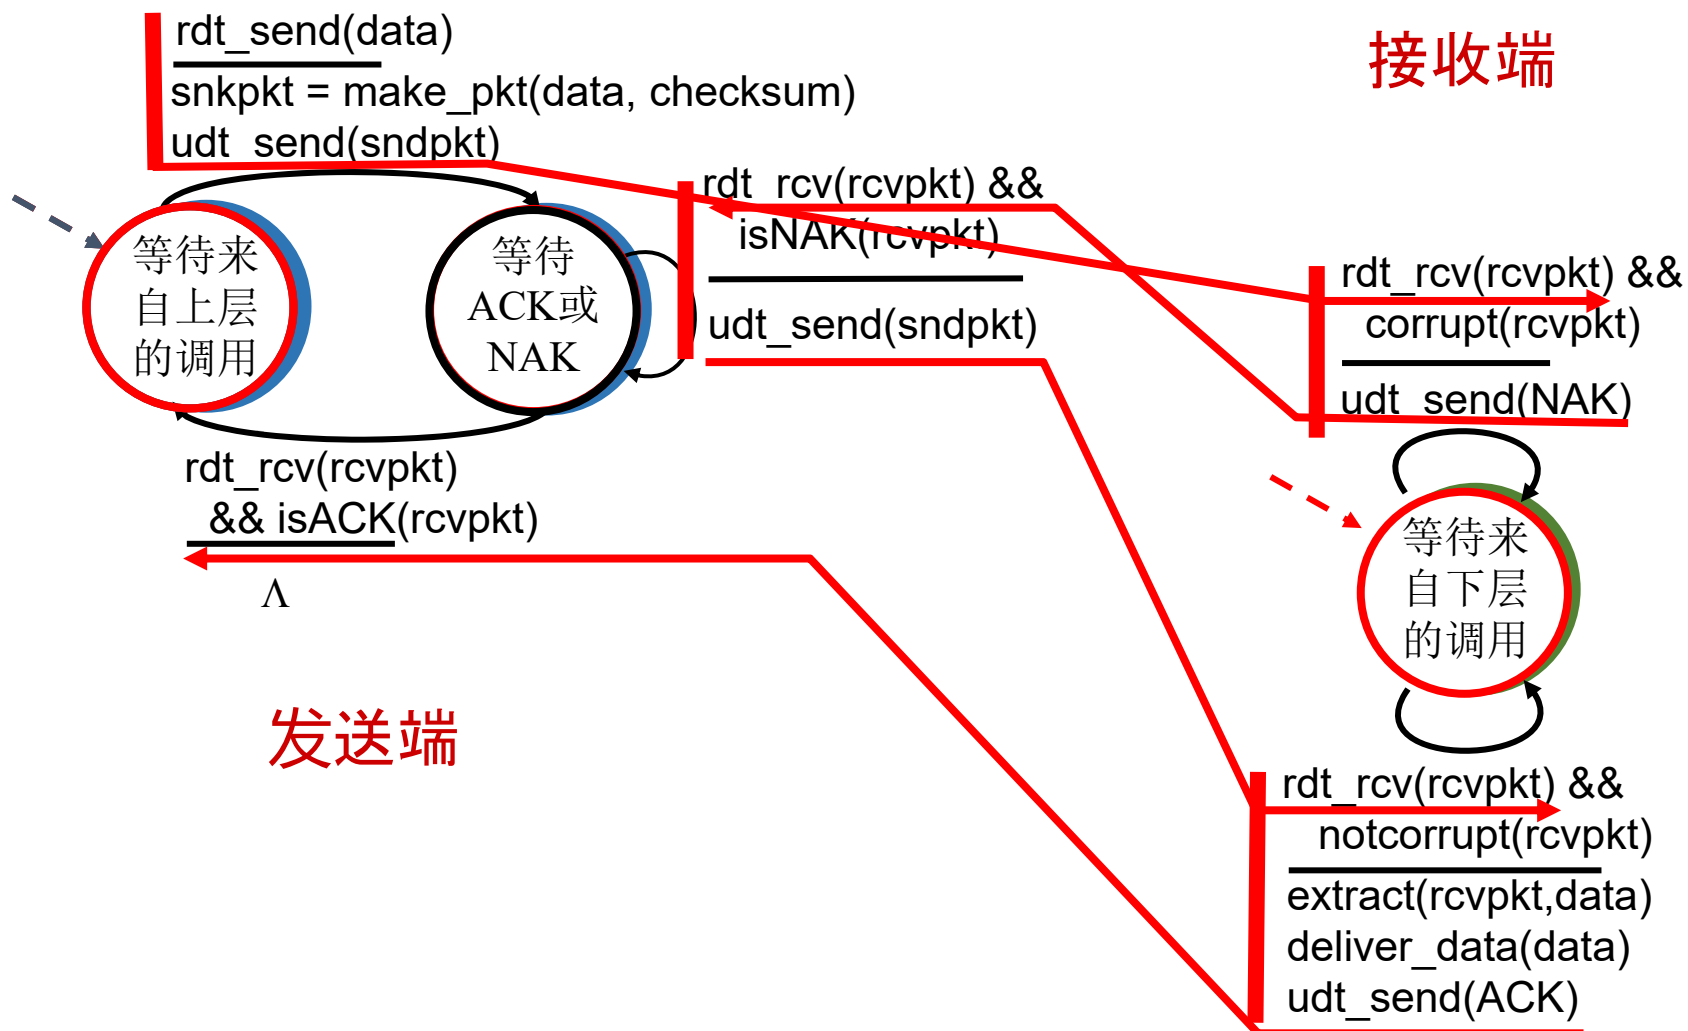 rdt_send(data)
snkpkt = make_pkt(data, checksum)
udt_send(sndpkt)
等待来
自上层
的调用
等待
ACK或
NAK
rdt_rcv(rcvpkt) &&
isNAK(rcvpkt)
udt_send(sndpkt)
rdt_rcv(rcvpkt)
&& isACK(rcvpkt)
Λ
发送端
接收端
rdt_rcv(rcvpkt) &&
corrupt(rcvpkt)
udt_send(NAK)
等待来
自下层
的调用
rdt_rcv(rcvpkt) &&
notcorrupt(rcvpkt)
extract(rcvpkt,data)
deliver_data(data)
udt_send(ACK)